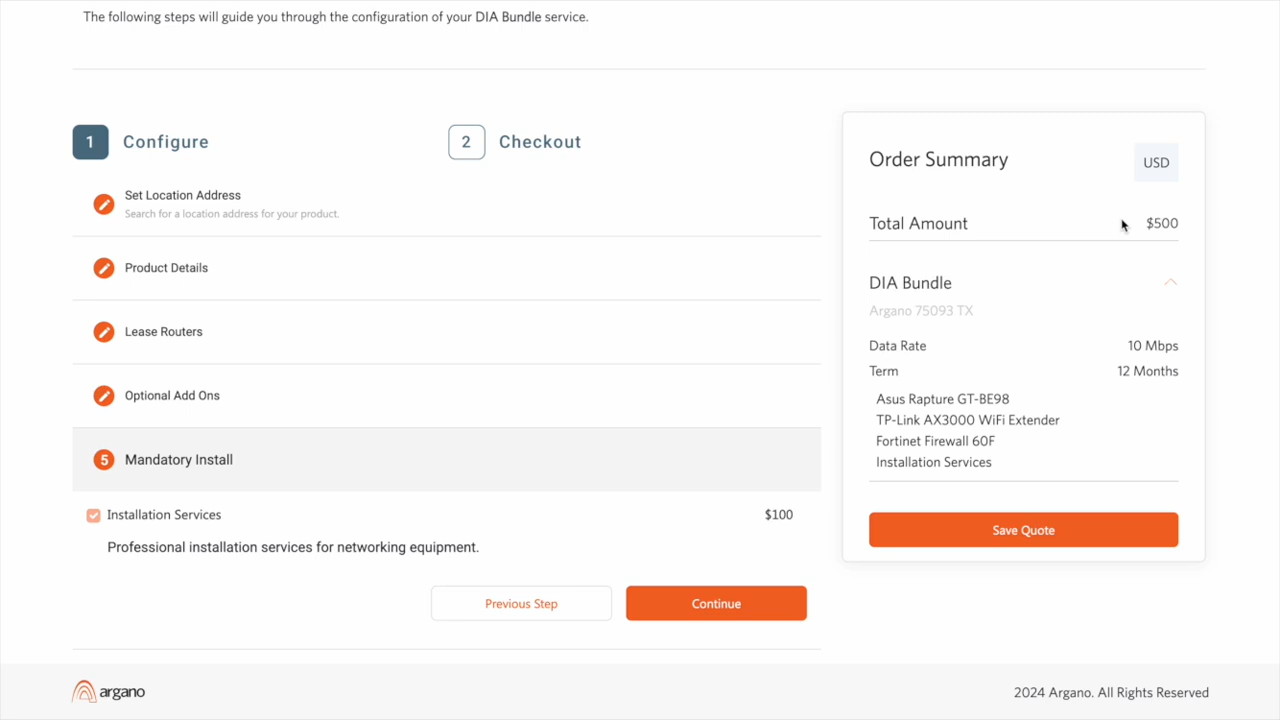 The following steps will guide you through the configuration of your DIA Bundle service.
1 Configure
2 Checkout
Set Location Address
Search for a location address for your product.
Product Details
Lease Routers
Optional Add Ons
5 Mandatory Install
Installation Services $100
Professional installation services for networking equipment.
Previous Step
Continue
Order Summary
USD
Total Amount $500
DIA Bundle
Argano 75093 TX
Data Rate 10 Mbps
Term 12 Months
Asus Rapture GT-BE98
TP-Link AX3000 WiFi Extender
Fortinet Firewall 60F
Installation Services
Save Quote
argano
2024 Argano. All Rights Reserved